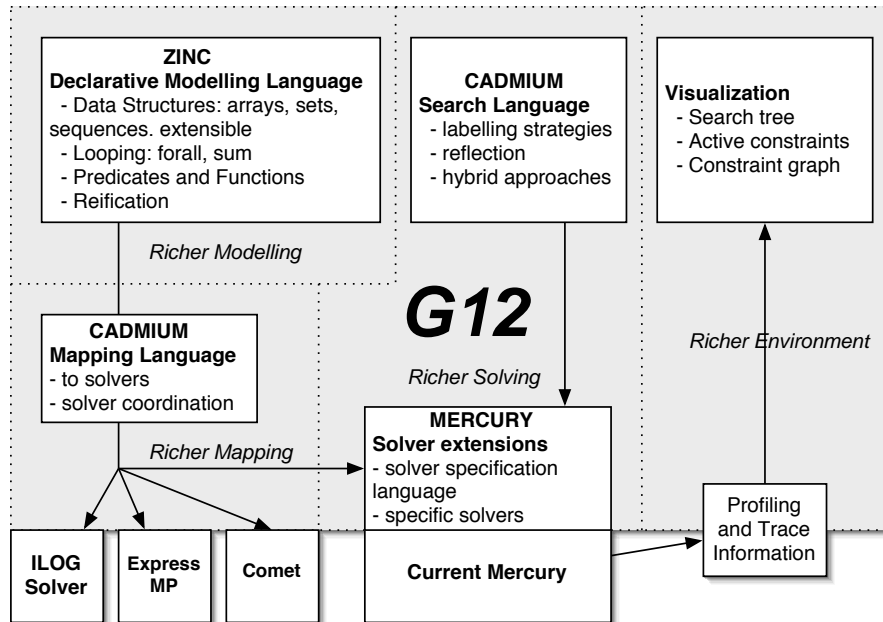 ZINC
Declarative Modelling Language
- Data Structures: arrays, sets,
sequences. extensible
- Looping: forall, sum
- Predicates and Functions
- Reification
CADMIUM
Search Language
- labelling strategies
- reflection
- hybrid approaches
Visualization
- Search tree
- Active constraints
- Constraint graph
Richer Modelling
G12
CADMIUM
Mapping Language
- to solvers
- solver coordination
Richer Environment
Richer Solving
Richer Mapping
MERCURY
Solver extensions
- solver specification
language
- specific solvers
Profiling
and Trace
Information
ILOG
Solver
Express
MP
Comet
Current Mercury